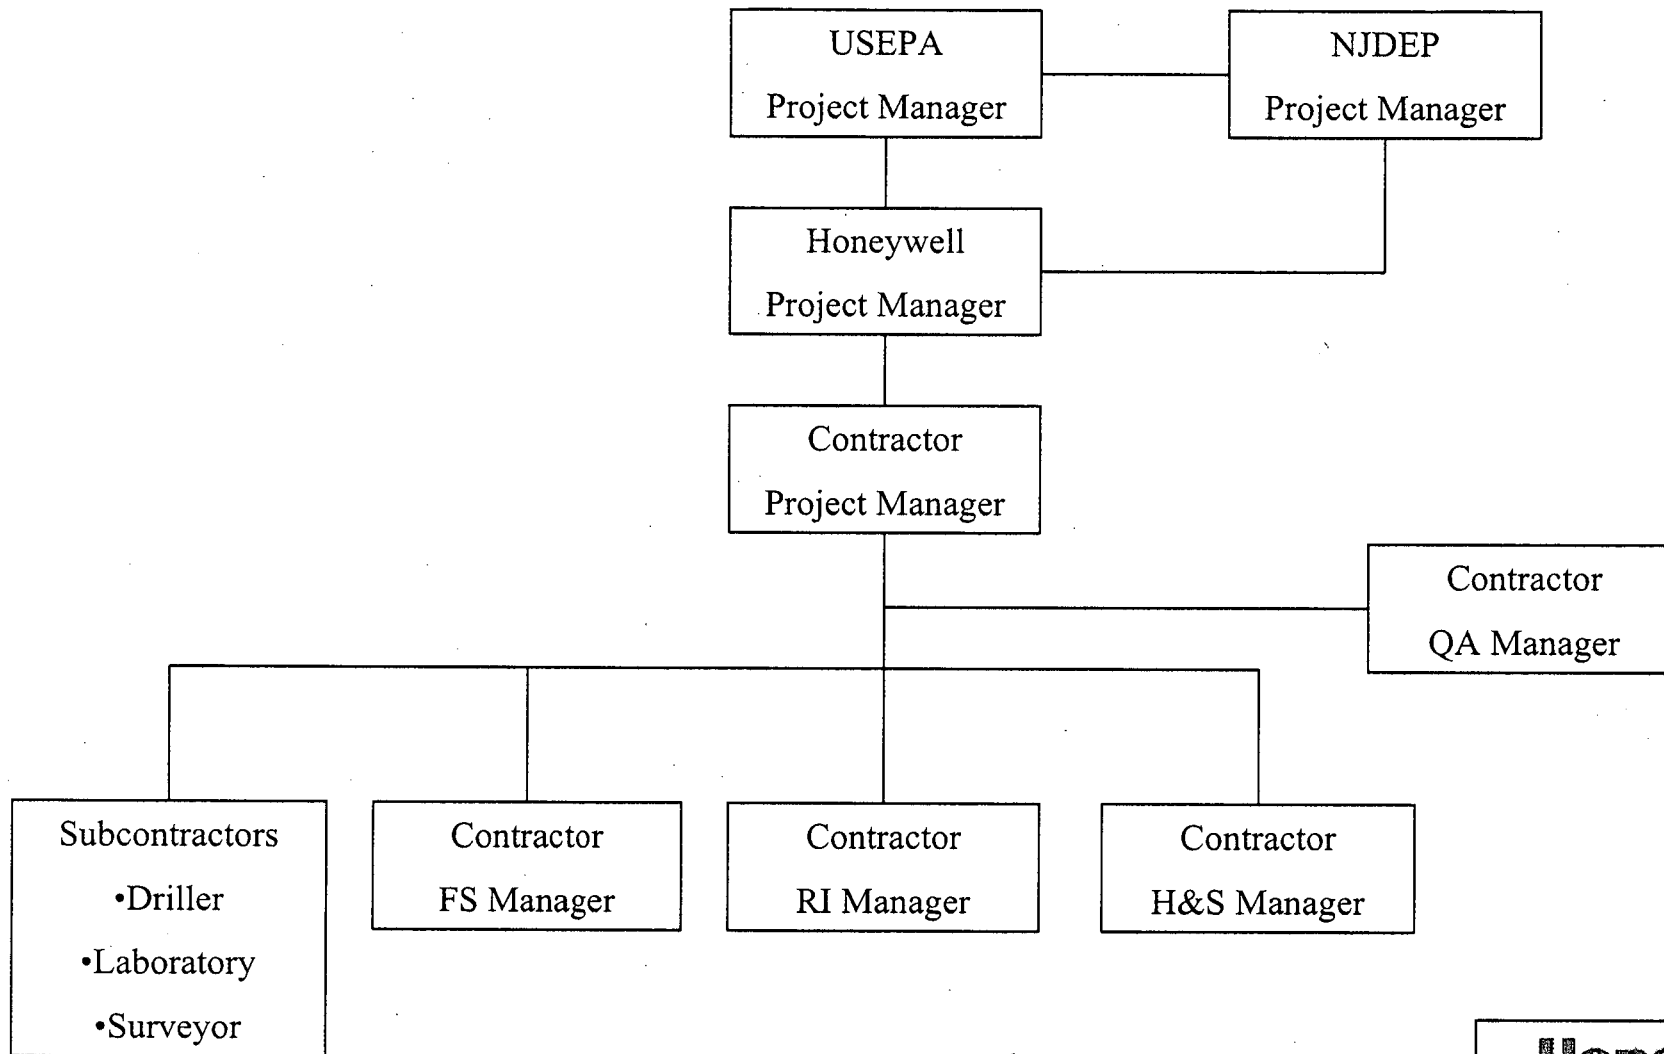 USEPA
Project Manager
NJDEP
Project Manager
Honeywell
Project Manager
Contractor
Project Manager
Contractor
QA Manager
Subcontractors
•Driller
•Laboratory
•Surveyor
Contractor
FS Manager
Contractor
RI Manager
Contractor
H&S Manager